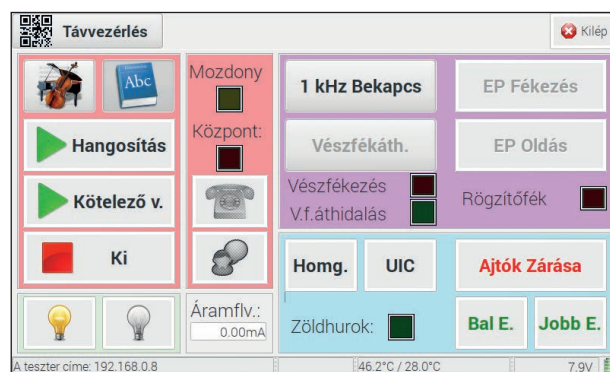 Távvezérlés
Kilép
Abc
Hangosítás
Kötelező v.
Ki
Mozdony
Központ:
Áramflv.:
0.00mA
1 kHz Bekapcs
EP Fékezés
Vészfékáth.
EP Oldás
Vészfékezés
V.f.áthidalás
Rögzítőfék
Homg.
UIC
Ajtók Zárása
Zöldhurok:
Bal E.
Jobb E.
A teszter címe: 192.168.0.8
46.2°C / 28.0°C
7.9V